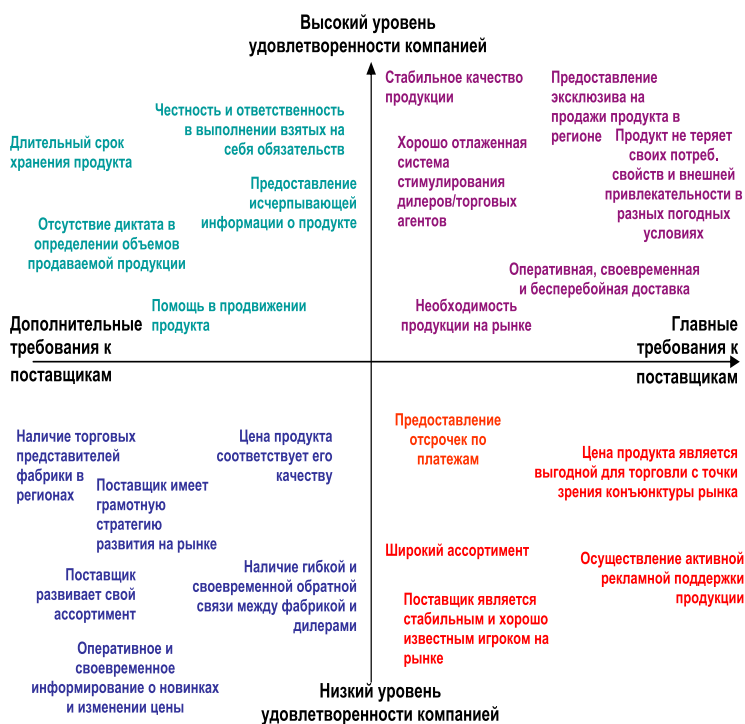 Высокий уровень
удовлетворенности компанией
Стабильное качество
продукции
Предоставление
эксклюзива на
продажи продукта в
регионе
Честность и ответственность
в выполнении взятых на
себя обязательств
Длительный срок
хранения продукта
Хорошо отлаженная
система
стимулирования
дилеров/торговых
агентов
Продукт не теряет
своих потреб.
свойств и внешней
привлекательности в
разных погодных
условиях
Предоставление
исчерпывающей
информации о продукте
Отсутствие диктата в
определении объемов
продаваемой продукции
Оперативная, своевременная
и бесперебойная доставка
Помощь в продвижении
продукта
Необходимость
продукции на рынке
Дополнительные
требования к
поставщикам
Главные
требования к
поставщикам
Предоставление
отсрочек по
платежам
Наличие торговых
представителей
фабрики в
регионах
Цена продукта
соответствует его
качеству
Цена продукта является
выгодной для торговли с точки
зрения конъюнктуры рынка
Поставщик имеет
грамотную
стратегию
развития на рынке
Широкий ассортимент
Осуществление активной
рекламной поддержки
продукции
Поставщик
развивает свой
ассортимент
Наличие гибкой и
своевременной обратной
связи между фабрикой и
дилерами
Поставщик является
стабильным и хорошо
известным игроком на
рынке
Оперативное и
своевременное
информирование о новинках
и изменении цены
Низкий уровень
удовлетворенности компанией